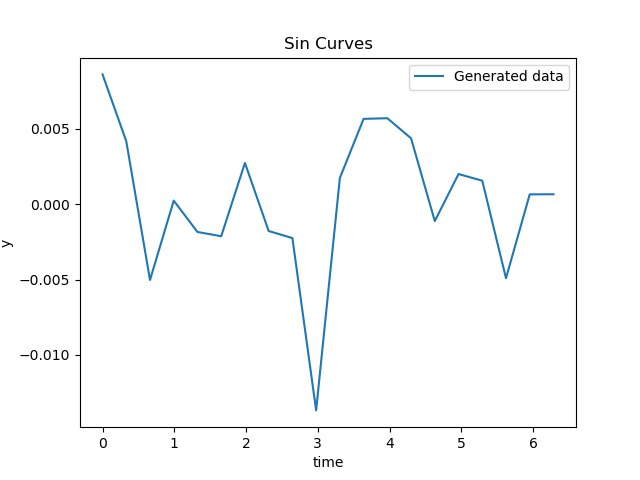 Sin Curves
Generated data
0.005
0.000
−0.005
−0.010
y
0 1 2 3 4 5 6
time